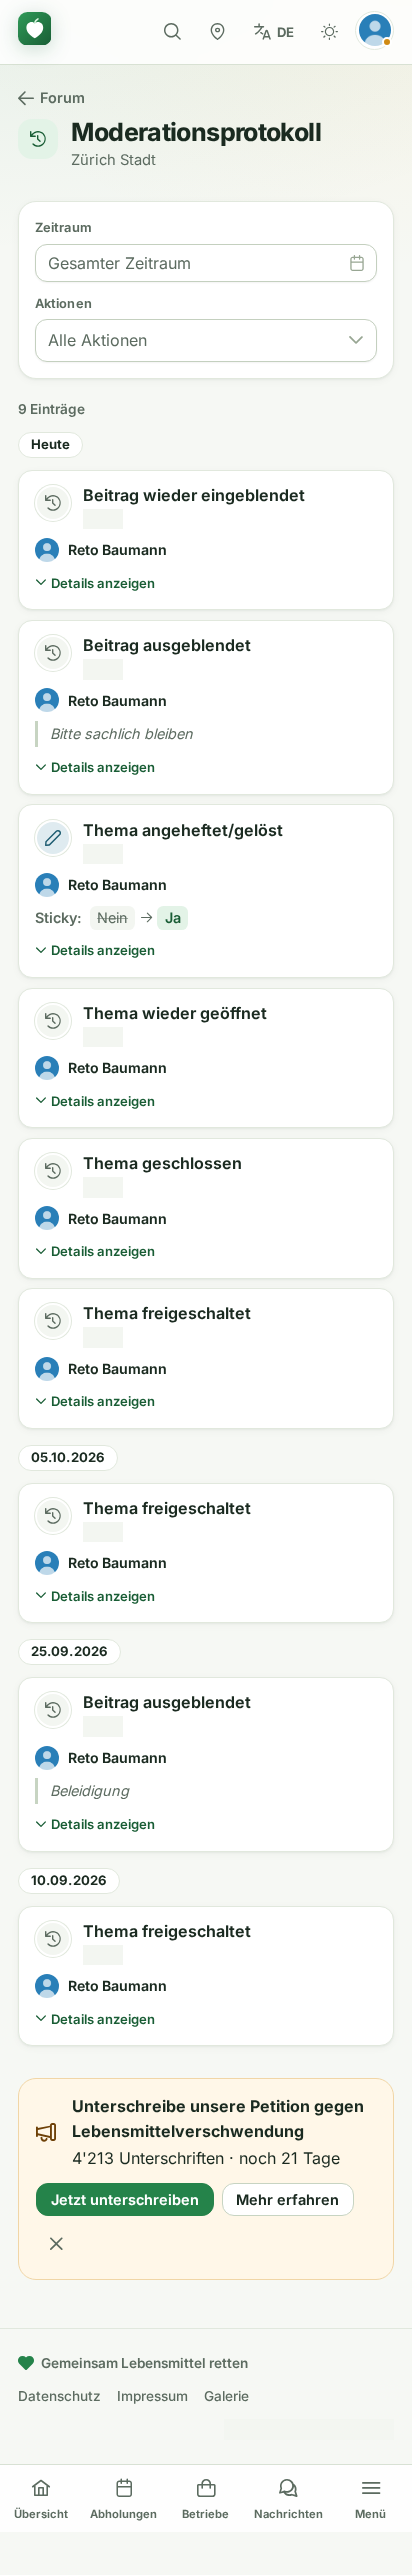 DE
Forum
Moderationsprotokoll
Zürich Stadt
Zeitraum
Gesamter Zeitraum
Aktionen
Alle Aktionen
9 Einträge
Heute
Beitrag wieder eingeblendet
Reto Baumann
Details anzeigen
Beitrag ausgeblendet
Reto Baumann
Bitte sachlich bleiben
Details anzeigen
Thema angeheftet/gelöst
Reto Baumann
Sticky: Nein → Ja
Details anzeigen
Thema wieder geöffnet
Reto Baumann
Details anzeigen
Thema geschlossen
Reto Baumann
Details anzeigen
Thema freigeschaltet
Reto Baumann
Details anzeigen
05.10.2026
Thema freigeschaltet
Reto Baumann
Details anzeigen
25.09.2026
Beitrag ausgeblendet
Reto Baumann
Beleidigung
Details anzeigen
10.09.2026
Thema freigeschaltet
Reto Baumann
Details anzeigen
Unterschreibe unsere Petition gegen
Lebensmittelverschwendung
4'213 Unterschriften · noch 21 Tage
Jetzt unterschreiben Mehr erfahren
Gemeinsam Lebensmittel retten
Datenschutz Impressum Galerie
Übersicht Abholungen Betriebe Nachrichten Menü